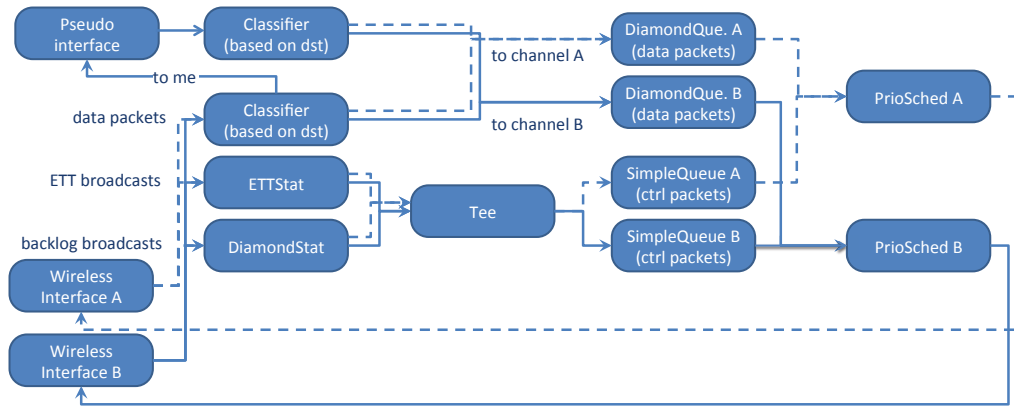 Pseudo
interface
Classifier
(based on dst)
DiamondQue. A
(data packets)
to channel A
to me
data packets
Classifier
(based on dst)
DiamondQue. B
(data packets)
PrioSched A
to channel B
ETT broadcasts
ETTStat
SimpleQueue A
(ctrl packets)
Tee
backlog broadcasts
DiamondStat
SimpleQueue B
(ctrl packets)
PrioSched B
Wireless
Interface A
Wireless
Interface B